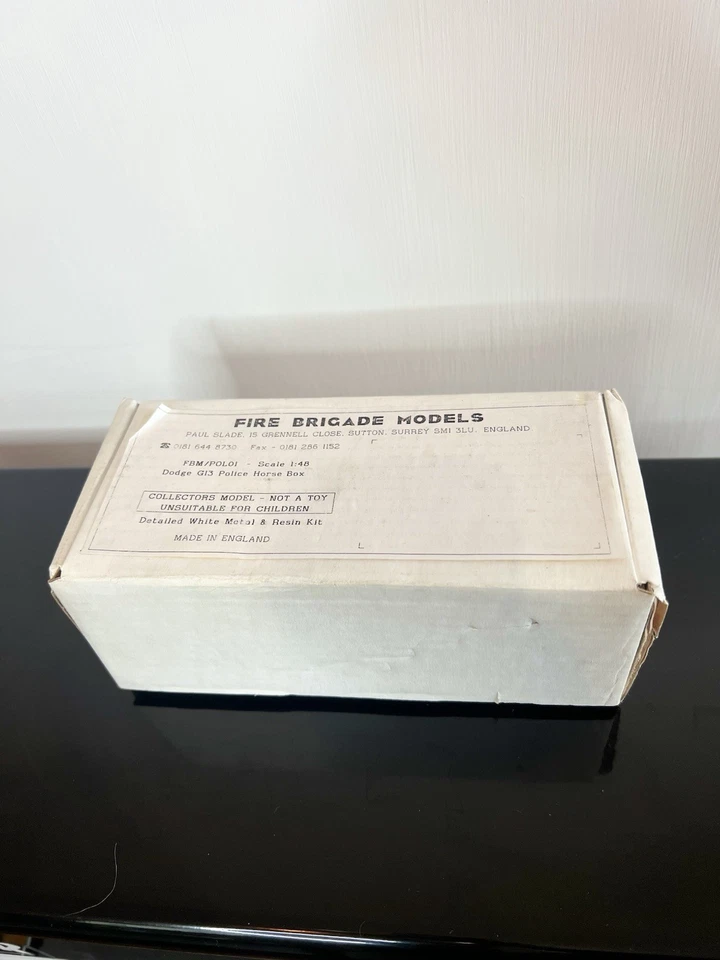 FIRE BRIGADE MODELS
PAUL SLADE, 15 GRENNELL CLOSE, SUTTON, SURREY SM1 3LU, ENGLAND
☎ 0181 644 8730 Fax - 0181 286 1152
FBM/POL01 - Scale 1:48
Dodge G13 Police Horse Box
COLLECTORS MODEL - NOT A TOY
UNSUITABLE FOR CHILDREN
Detailed White Metal & Resin Kit
MADE IN ENGLAND